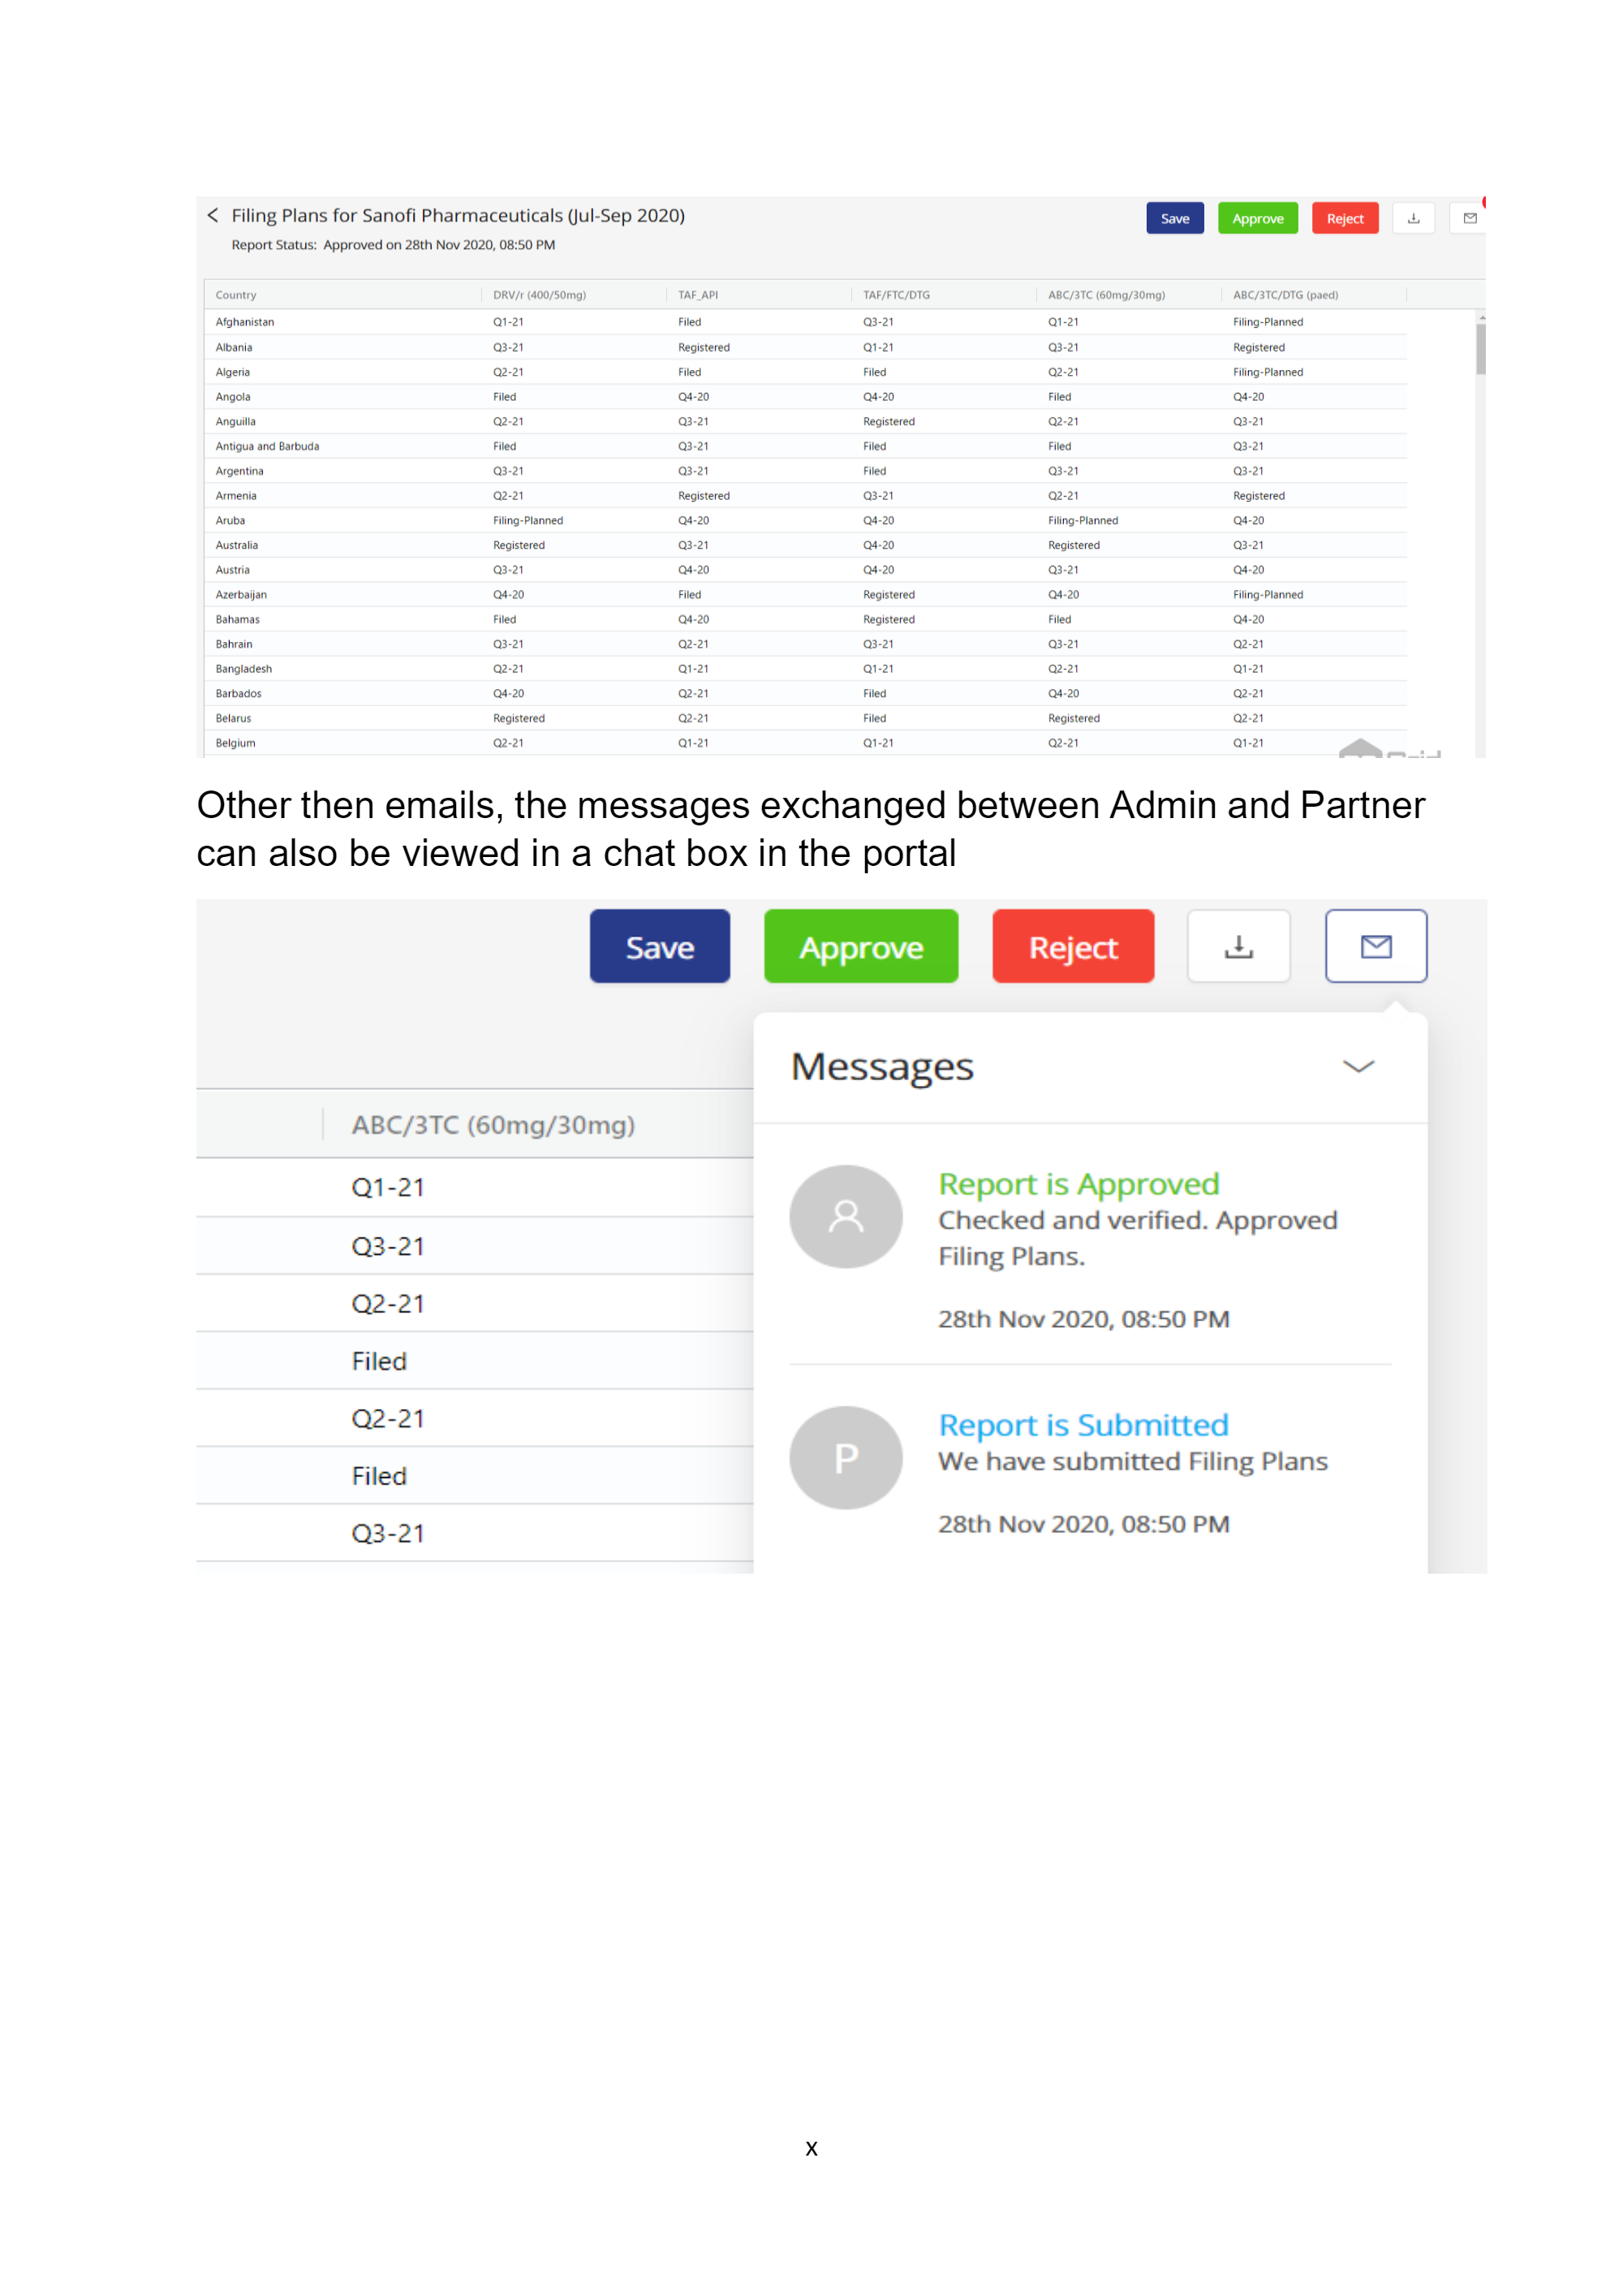 Filing Plans for Sanofi Pharmaceuticals (Jul-Sep 2020) Save Approve Reject
Report Status: Approved on 28th Nov 2020, 08:50 PM
Country DRV/r (400/50mg) TAF_API TAF/FTC/DTG ABC/3TC (60mg/30mg) ABC/3TC/DTG (paed)
Afghanistan Q1-21 Filed Q3-21 Q1-21 Filing-Planned
Albania Q3-21 Registered Q1-21 Q3-21 Registered
Algeria Q2-21 Filed Filed Q2-21 Filing-Planned
Angola Filed Q4-20 Q4-20 Filed Q4-20
Anguilla Q2-21 Q3-21 Registered Q2-21 Q3-21
Antigua and Barbuda Filed Q3-21 Filed Filed Q3-21
Argentina Q3-21 Q3-21 Filed Q3-21 Q3-21
Armenia Q2-21 Registered Q3-21 Q2-21 Registered
Aruba Filing-Planned Q4-20 Q4-20 Filing-Planned Q4-20
Australia Registered Q3-21 Q4-20 Registered Q3-21
Austria Q3-21 Q4-20 Q4-20 Q3-21 Q4-20
Azerbaijan Q4-20 Filed Registered Q4-20 Filing-Planned
Bahamas Filed Q4-20 Registered Filed Q4-20
Bahrain Q3-21 Q2-21 Q3-21 Q3-21 Q2-21
Bangladesh Q2-21 Q1-21 Q1-21 Q2-21 Q1-21
Barbados Q4-20 Q2-21 Filed Q4-20 Q2-21
Belarus Registered Q2-21 Filed Registered Q2-21
Belgium Q2-21 Q1-21 Q1-21 Q2-21 Q1-21
Other then emails, the messages exchanged between Admin and Partner
can also be viewed in a chat box in the portal
Save Approve Reject
Messages
ABC/3TC (60mg/30mg)
Q1-21
Q3-21
Q2-21
Filed
Q2-21
Filed
Q3-21
Report is Approved
Checked and verified. Approved
Filing Plans.
28th Nov 2020, 08:50 PM
P
Report is Submitted
We have submitted Filing Plans
28th Nov 2020, 08:50 PM
x